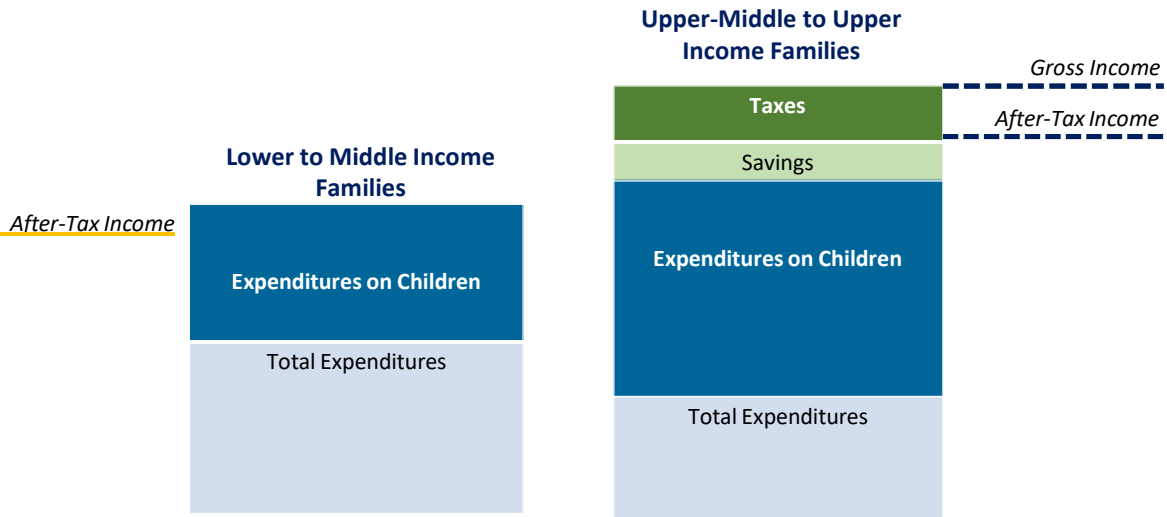 Upper-Middle to Upper
Income Families
Gross Income
Taxes
After-Tax Income
Savings
Lower to Middle Income
Families
After-Tax Income
Expenditures on Children
Expenditures on Children
Total Expenditures
Total Expenditures